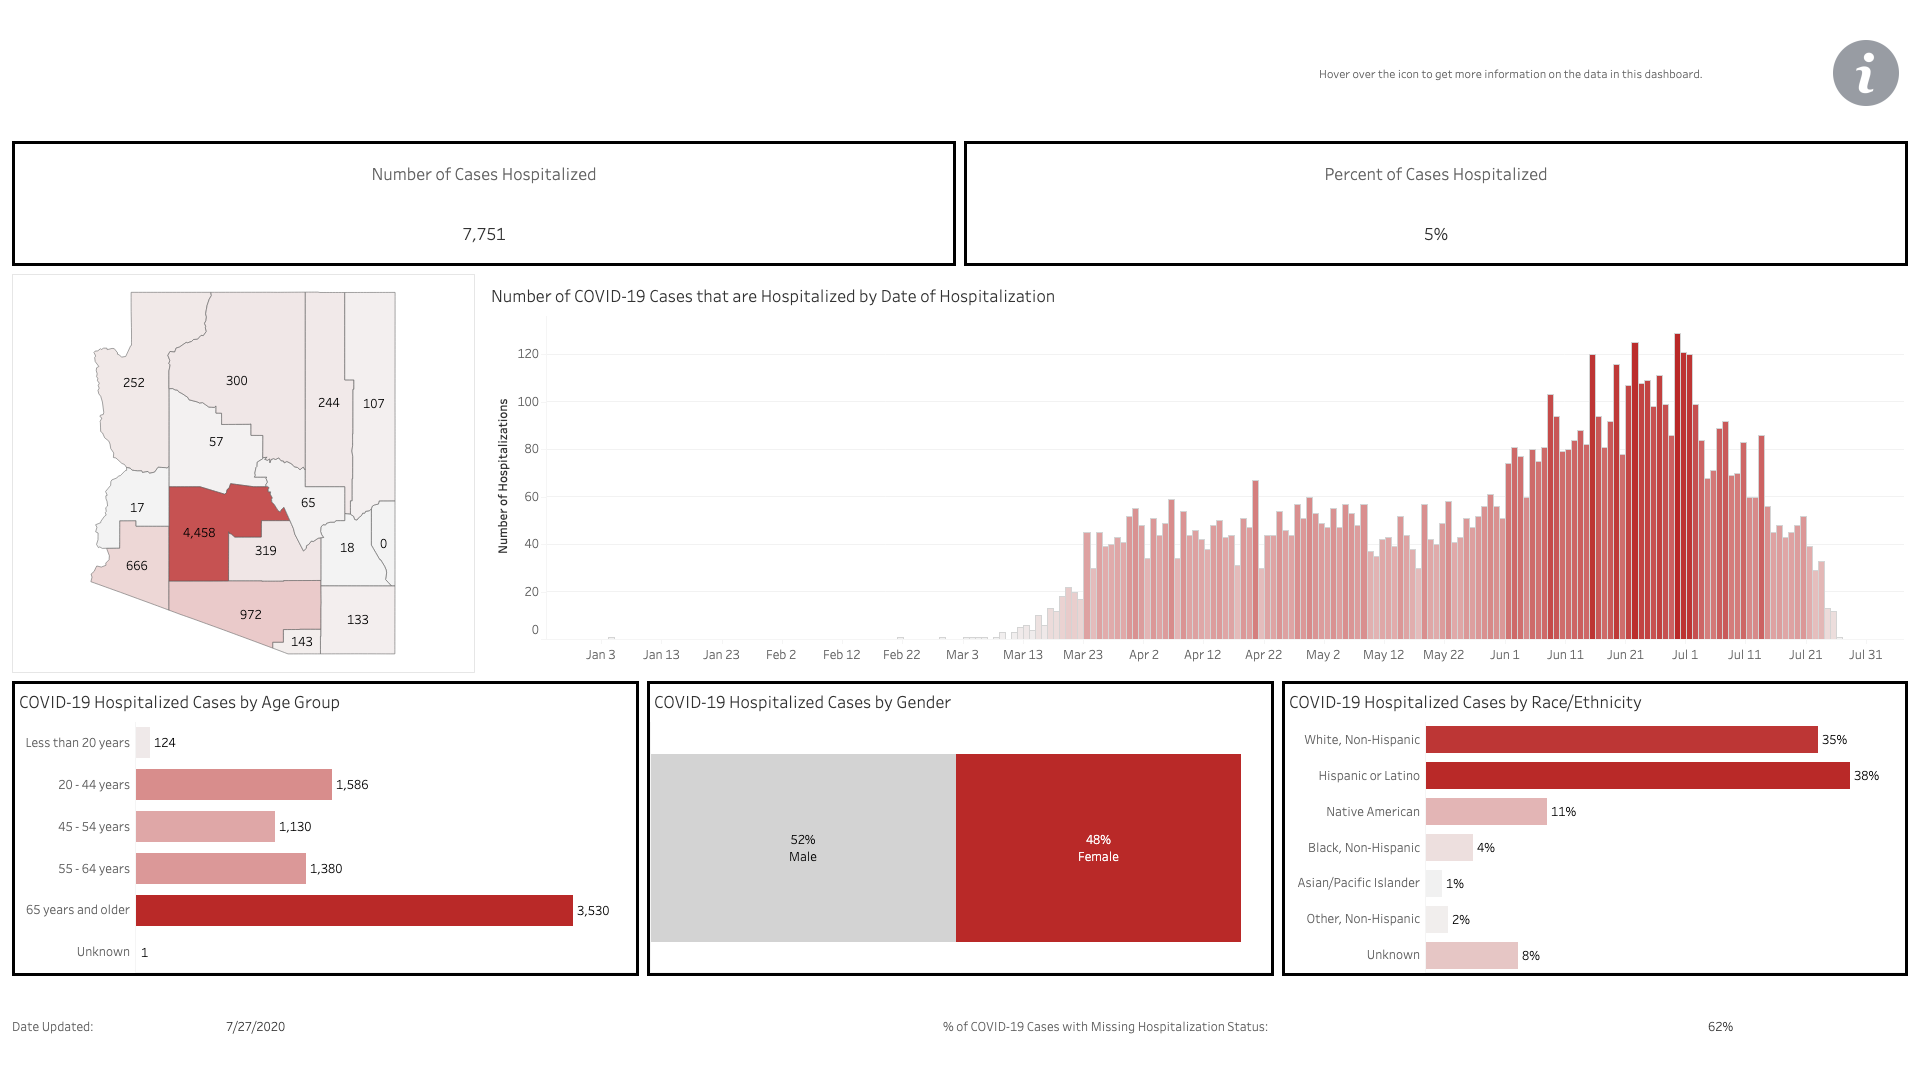 Hover over the icon to get more information on the data in this dashboard.
i
Number of Cases Hospitalized
7,751
Percent of Cases Hospitalized
5%
252
300
244
107
57
17
4,458
65
319
18
0
666
972
133
143
Number of COVID-19 Cases that are Hospitalized by Date of Hospitalization
Number of Hospitalizations
120
100
80
60
40
20
0
Jan 3 Jan 13 Jan 23 Feb 2 Feb 12 Feb 22 Mar 3 Mar 13 Mar 23 Apr 2 Apr 12 Apr 22 May 2 May 12 May 22 Jun 1 Jun 11 Jun 21 Jul 1 Jul 11 Jul 21 Jul 31
COVID-19 Hospitalized Cases by Age Group
Less than 20 years 124
20 - 44 years 1,586
45 - 54 years 1,130
55 - 64 years 1,380
65 years and older 3,530
Unknown 1
COVID-19 Hospitalized Cases by Gender
52%
Male
48%
Female
COVID-19 Hospitalized Cases by Race/Ethnicity
White, Non-Hispanic 35%
Hispanic or Latino 38%
Native American 11%
Black, Non-Hispanic 4%
Asian/Pacific Islander 1%
Other, Non-Hispanic 2%
Unknown 8%
Date Updated: 7/27/2020
% of COVID-19 Cases with Missing Hospitalization Status: 62%